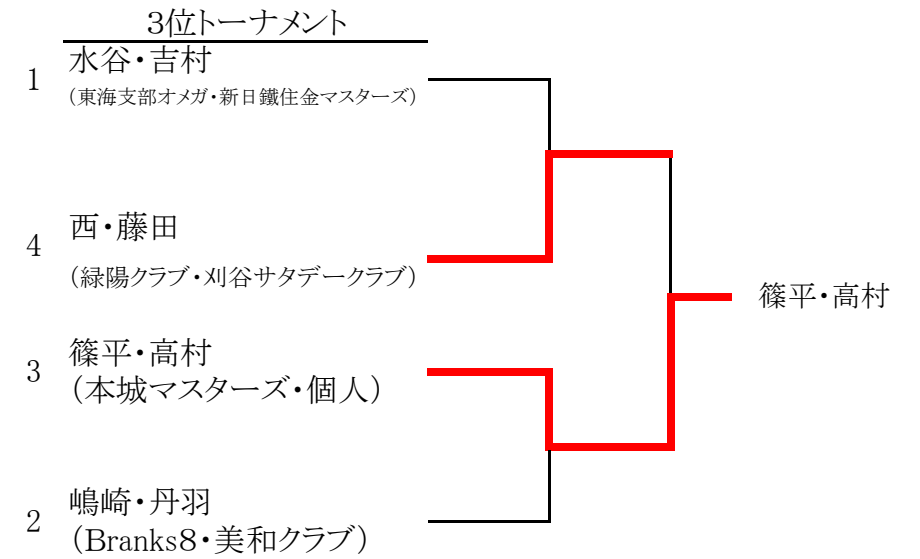 ３位トーナメント
1
水谷・吉村
（東海支部オメガ・新日鐵住金マスターズ）
4
西・藤田
（緑陽クラブ・刈谷サタデークラブ）
篠平・高村
3
篠平・高村
（本城マスターズ・個人）
2
嶋崎・丹羽
（Branks８・美和クラブ）